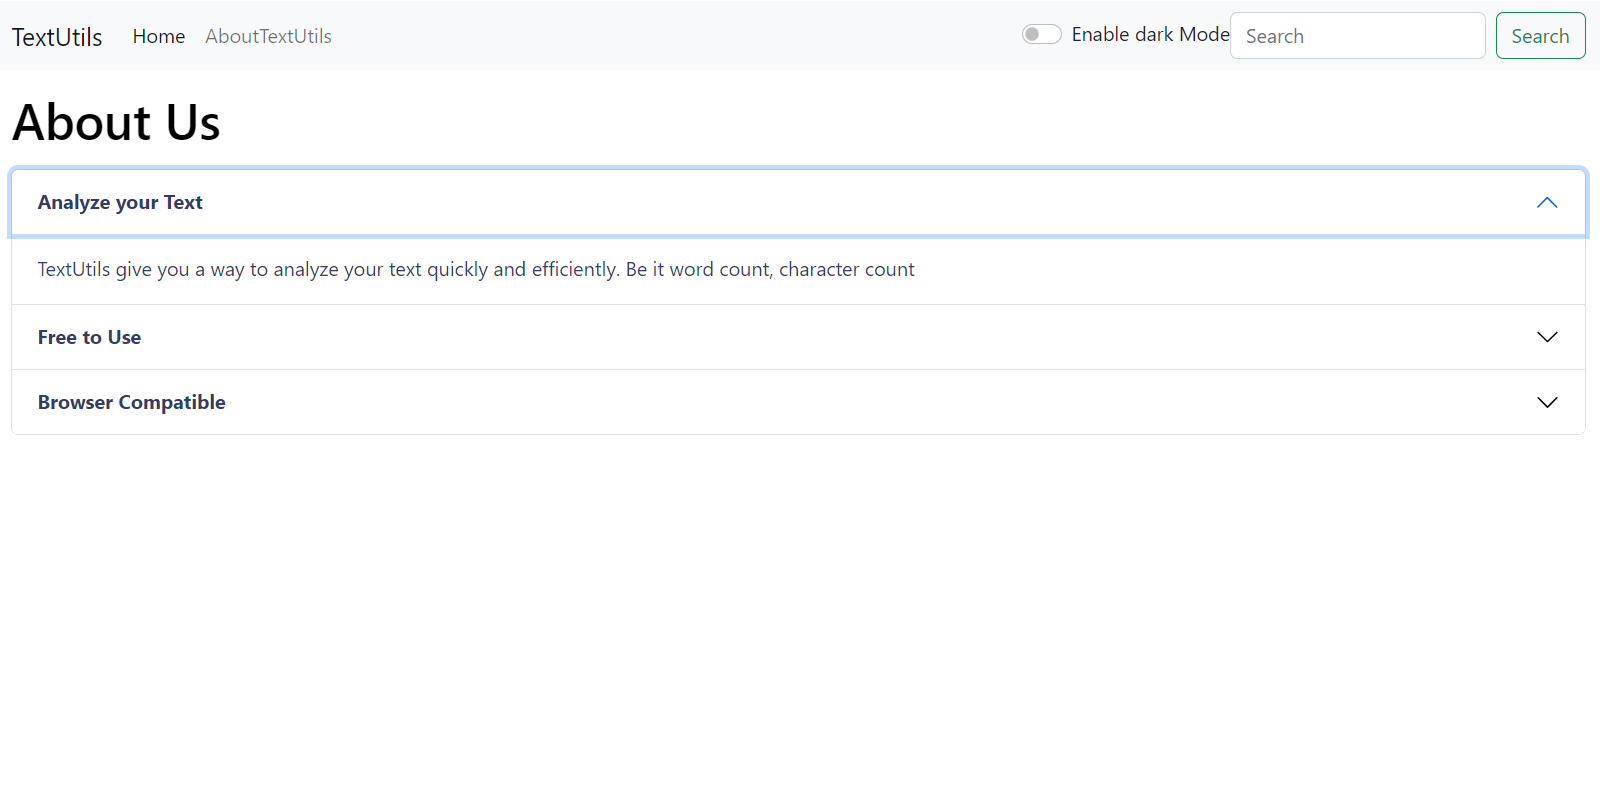 TextUtils Home AboutTextUtils Enable dark Mode Search Search
About Us
Analyze your Text
TextUtils give you a way to analyze your text quickly and efficiently. Be it word count, character count
Free to Use
Browser Compatible